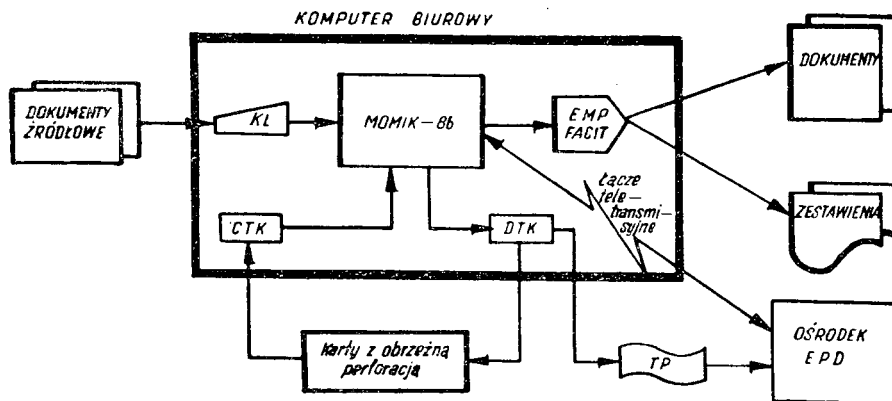 KOMPUTER BIUROWY
DOKUMENTY
ŹRÓDŁOWE
KL
MOMIK-8b
EMP
FACIT
DOKUMENTY
ZESTAWIENIA
Łącze
tele-
transmi-
syjne
CTK
DTK
Karty z obrzeżną
perforacją
TP
OŚRODEK
EPD